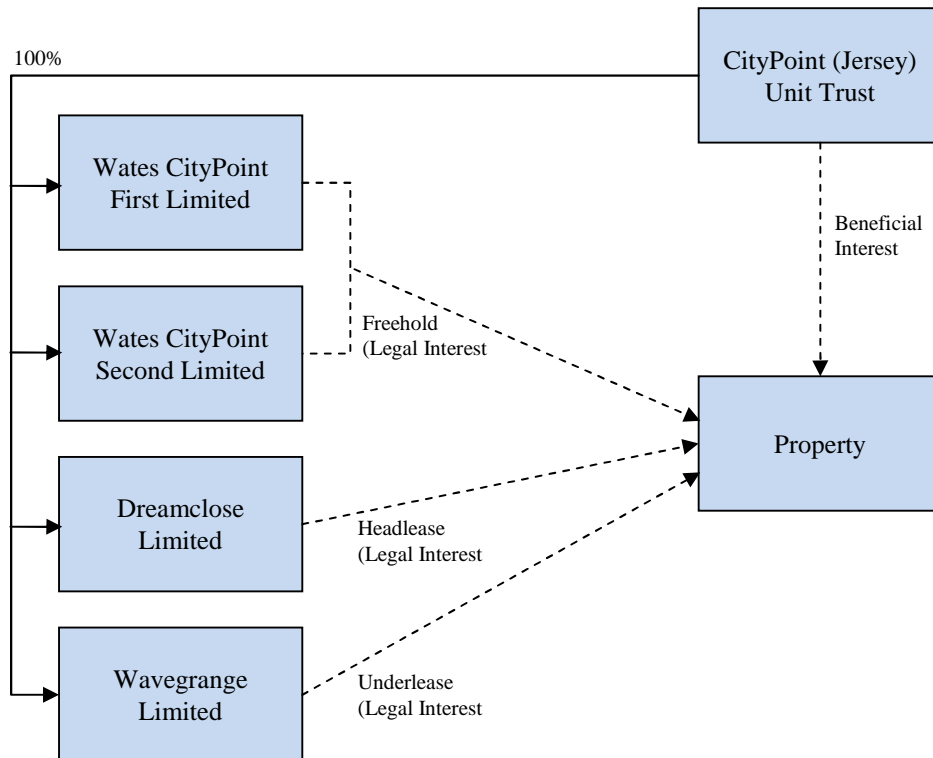 100%
CityPoint (Jersey)
Unit Trust
Wates CityPoint
First Limited
Beneficial
Interest
Wates CityPoint
Second Limited
Freehold
(Legal Interest
Property
Dreamclose
Limited
Headlease
(Legal Interest
Wavegrange
Limited
Underlease
(Legal Interest